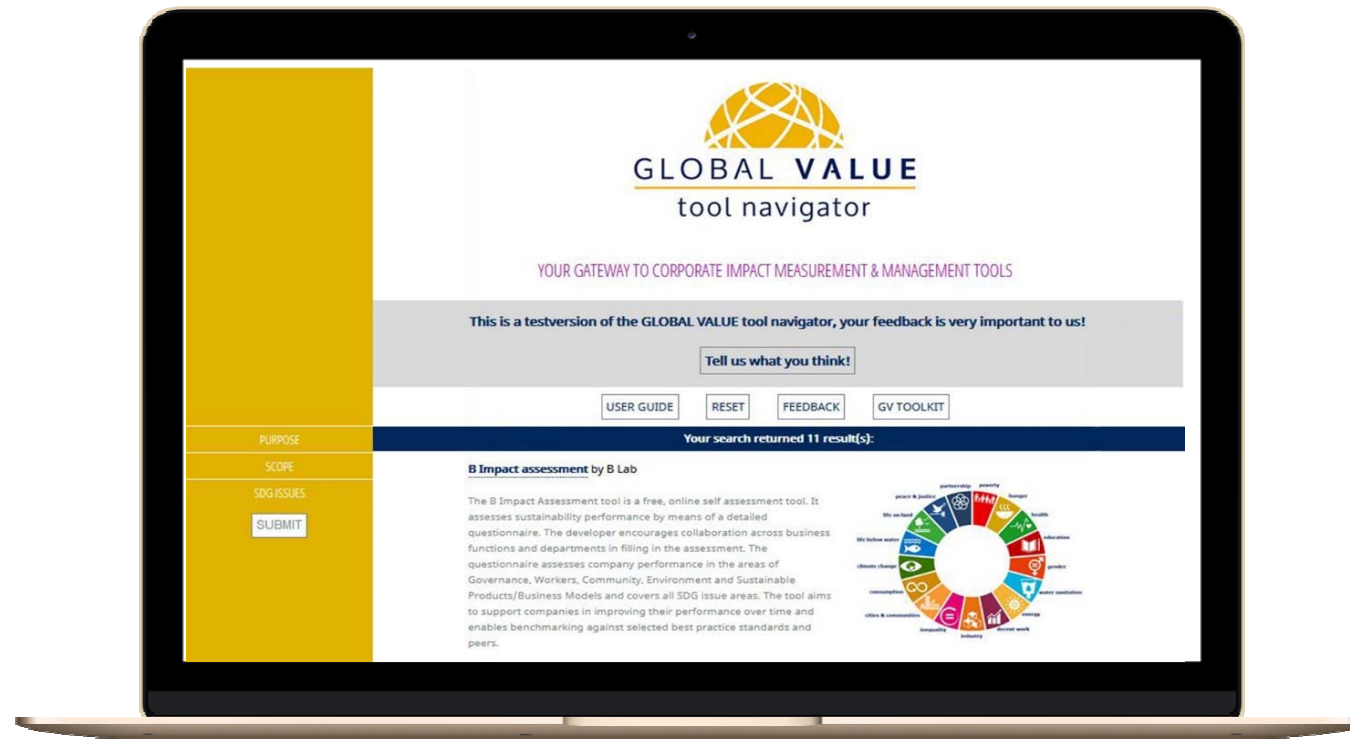 GLOBAL VALUE
tool navigator
YOUR GATEWAY TO CORPORATE IMPACT MEASUREMENT & MANAGEMENT TOOLS
This is a testversion of the GLOBAL VALUE tool navigator, your feedback is very important to us!
Tell us what you think!
USER GUIDE RESET FEEDBACK GV TOOLKIT
PURPOSE
SCOPE
SDG ISSUES
SUBMIT
Your search returned 11 result(s):
B Impact assessment by B Lab
The B Impact Assessment tool is a free, online self assessment tool. It
assesses sustainability performance by means of a detailed
questionnaire. The developer encourages collaboration across business
functions and departments in filling in the assessment. The
questionnaire assesses company performance in the areas of
Governance, Workers, Community, Environment and Sustainable
Products/Business Models and covers all SDG issue areas. The tool aims
to support companies in improving their performance over time and
enables benchmarking against selected best practice standards and
peers.
partnership
poverty
hunger
health
education
gender
water sanitation
energy
decent work
industry
inequality
cities & communities
consumption
climate change
life below water
life on land
peace & justice